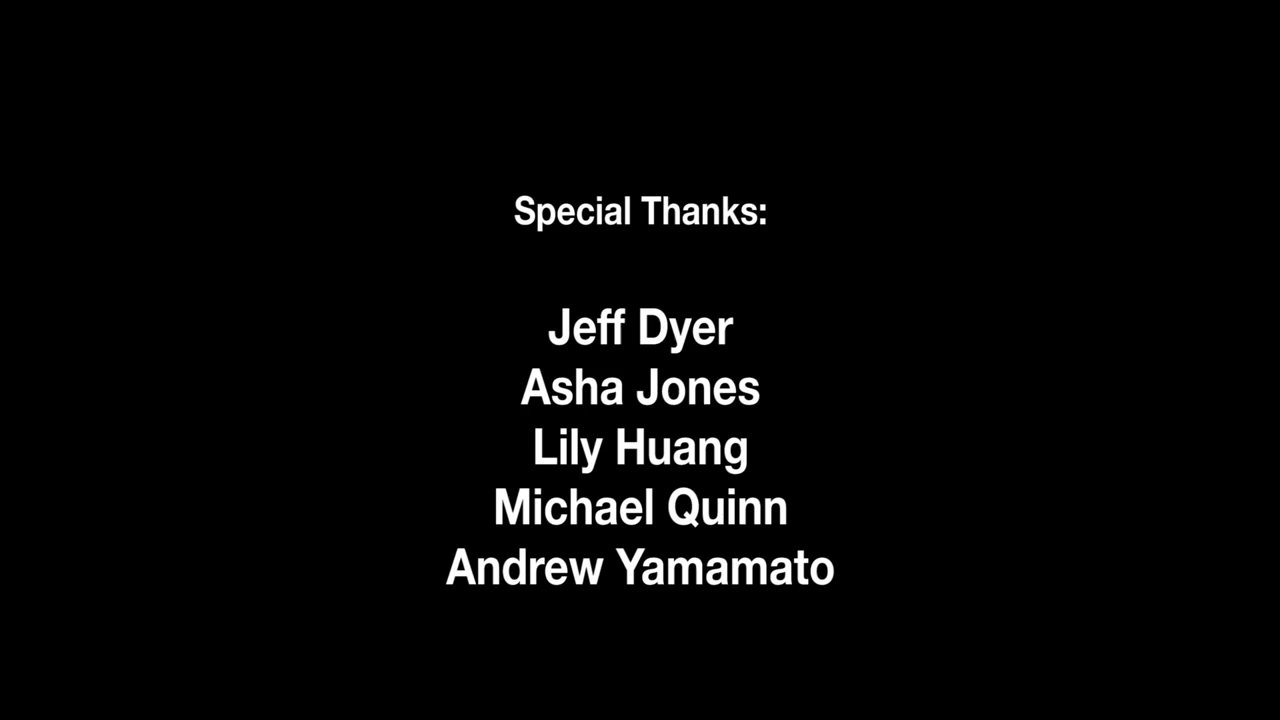 Special Thanks:
Jeff Dyer
Asha Jones
Lily Huang
Michael Quinn
Andrew Yamamato